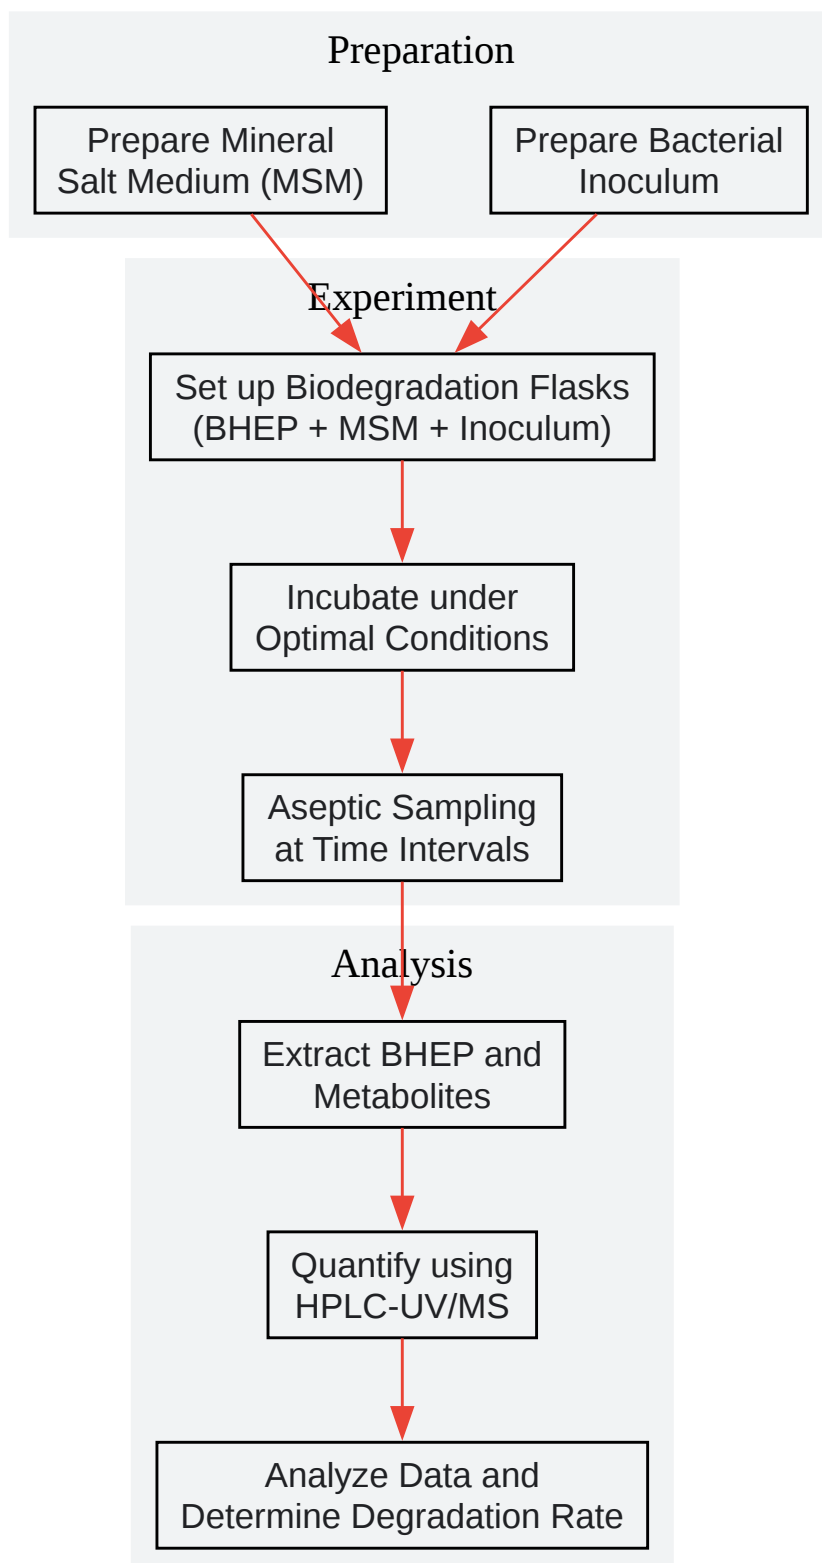 Preparation
Prepare Mineral
Salt Medium (MSM)
Prepare Bacterial
Inoculum
Experiment
Set up Biodegradation Flasks
(BHEP + MSM + Inoculum)
Incubate under
Optimal Conditions
Aseptic Sampling
at Time Intervals
Analysis
Extract BHEP and
Metabolites
Quantify using
HPLC-UV/MS
Analyze Data and
Determine Degradation Rate